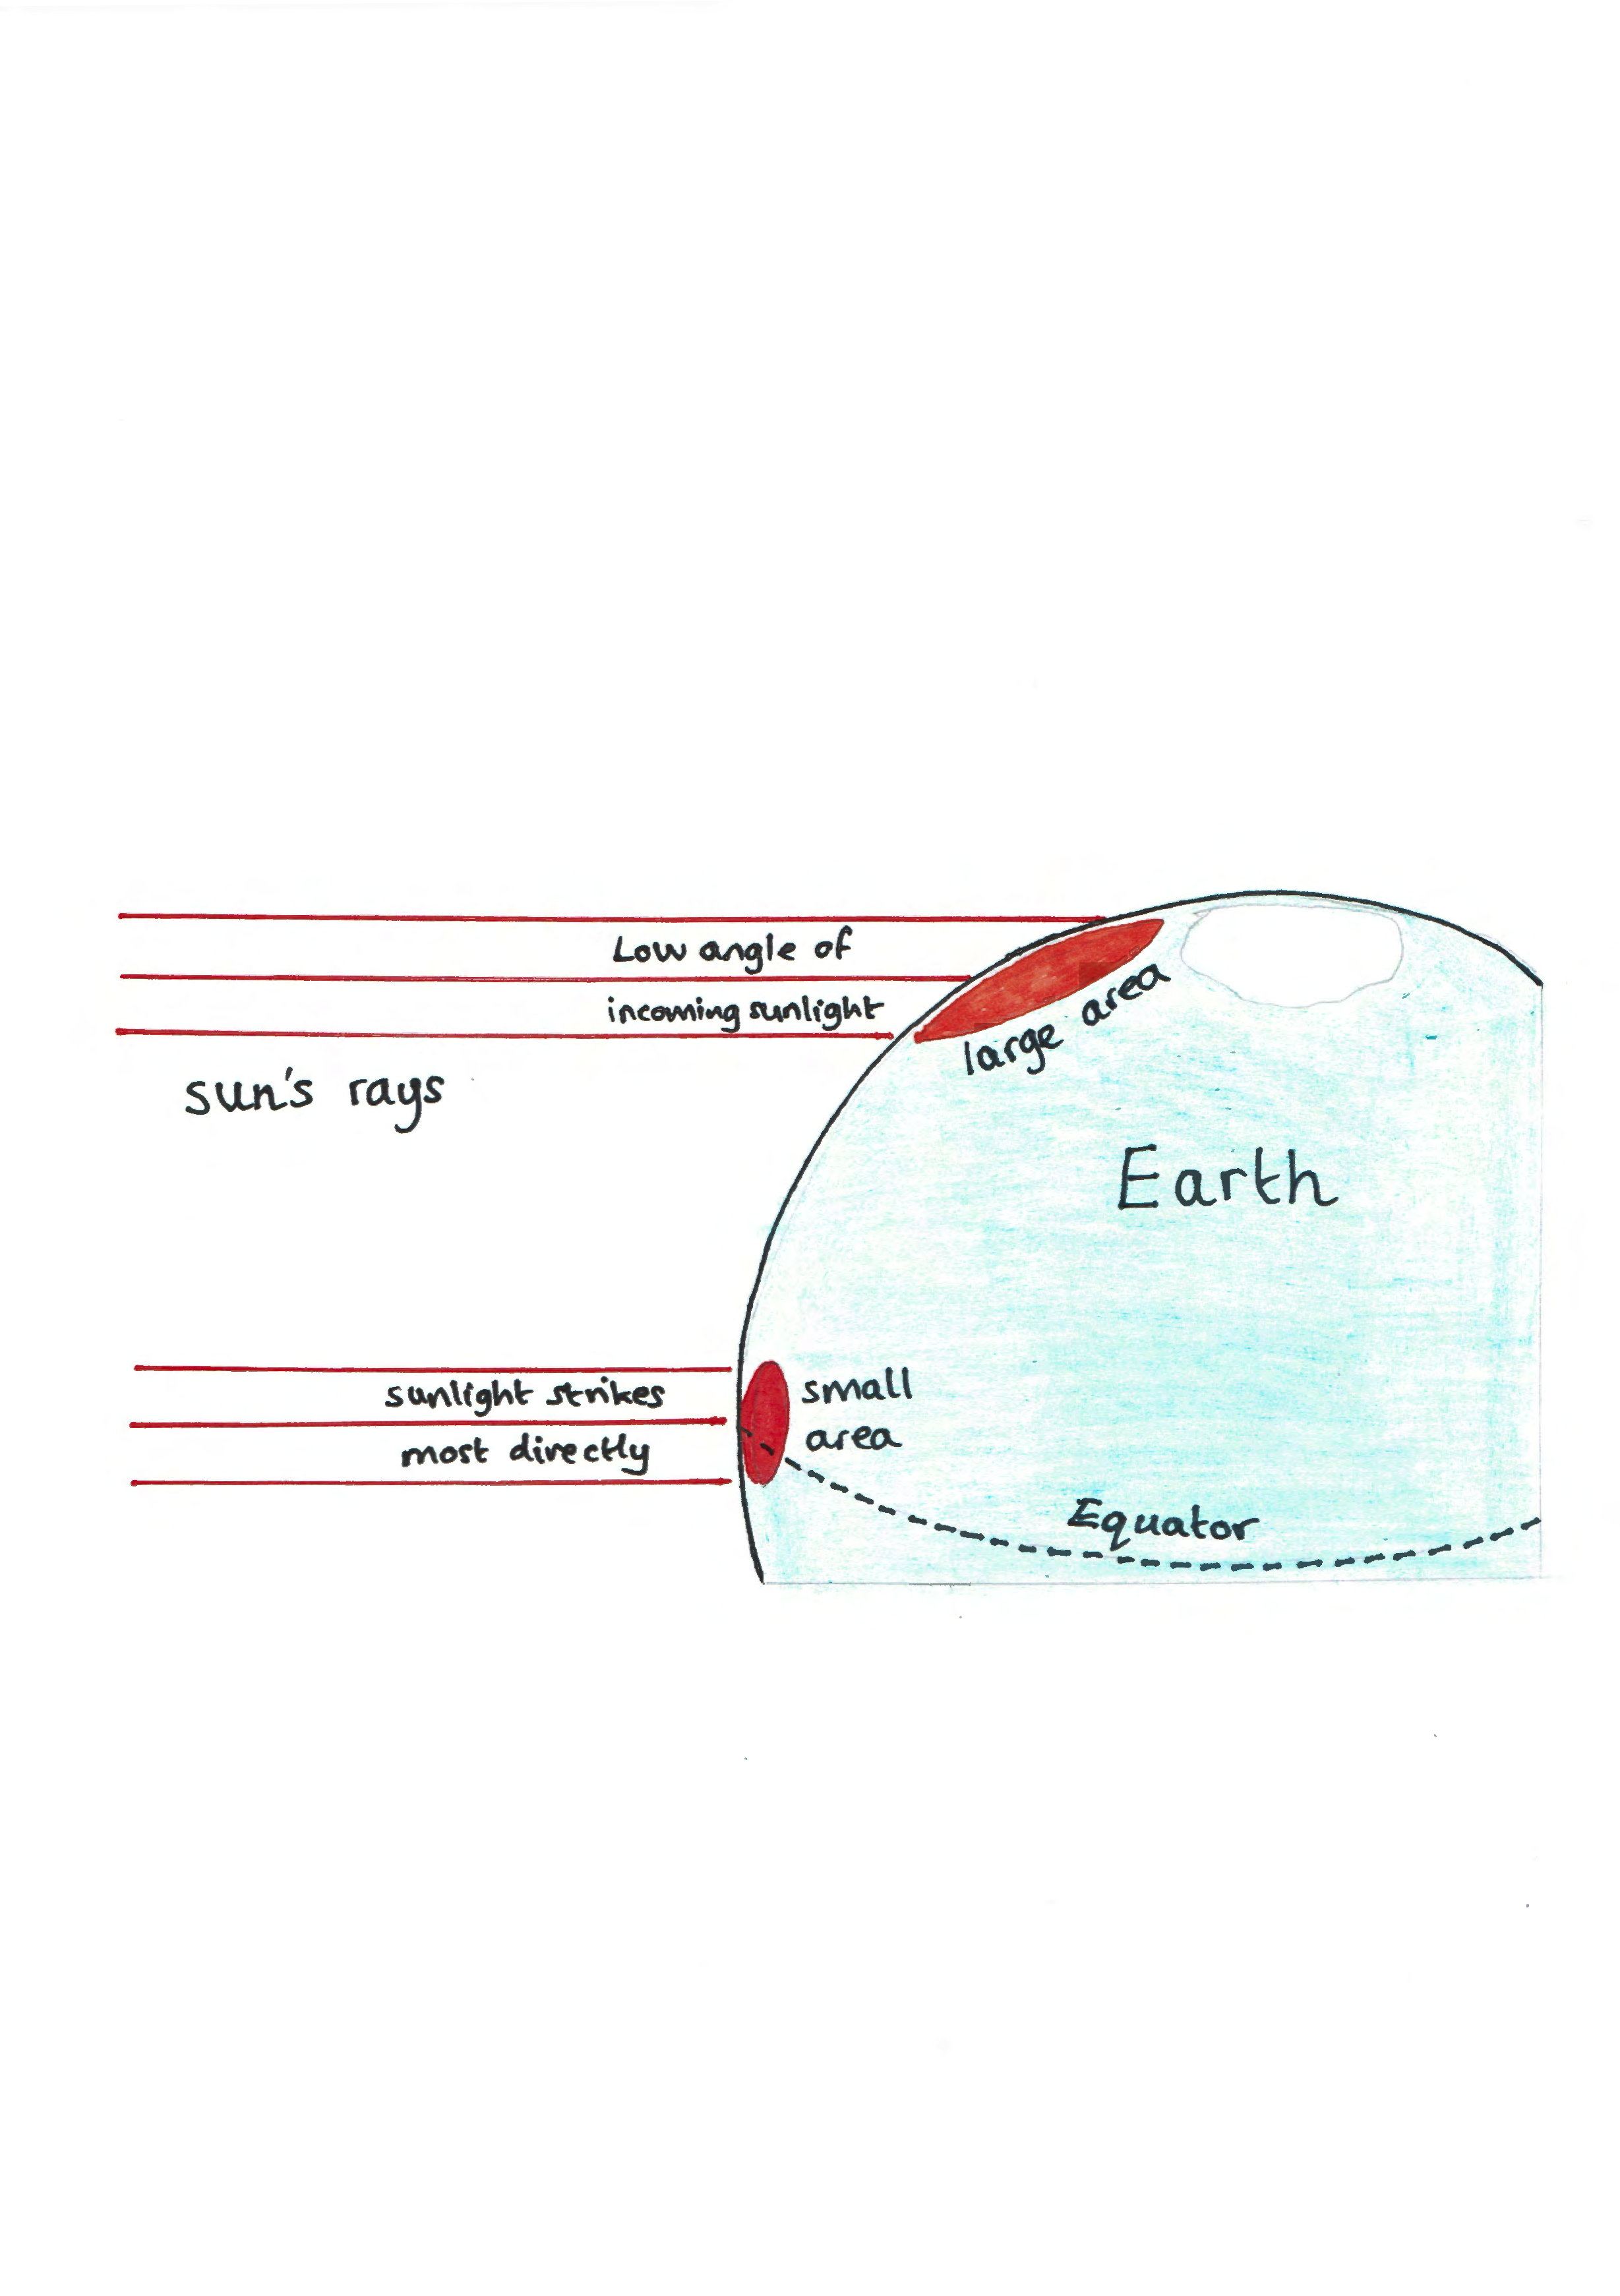 Low angle of
incoming sunlight
large area
sun's rays
Earth
sunlight strikes
most directly
small
area
Equator